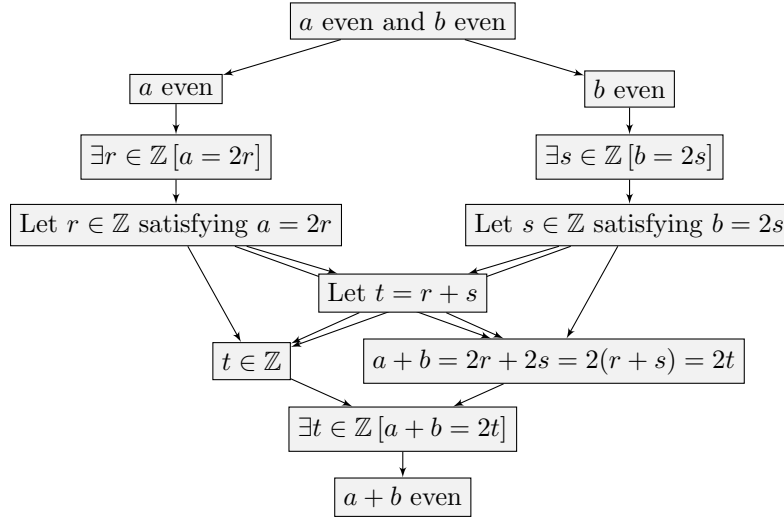 a even and b even
a even
b even
∃r ∈ ℤ [a = 2r]
∃s ∈ ℤ [b = 2s]
Let r ∈ ℤ satisfying a = 2r
Let s ∈ ℤ satisfying b = 2s
Let t = r + s
t ∈ ℤ
a + b = 2r + 2s = 2(r + s) = 2t
∃t ∈ ℤ [a + b = 2t]
a + b even